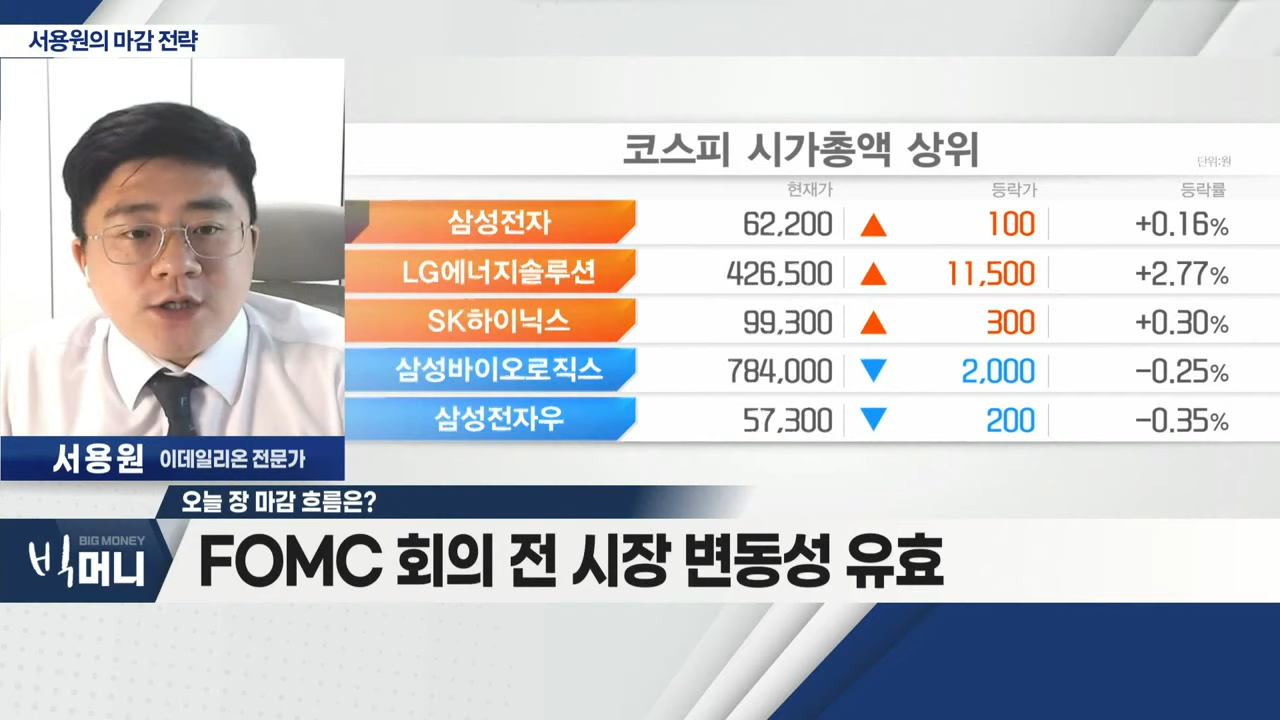 서용원의 마감 전략
코스피 시가총액 상위
단위:원
현재가 등락가 등락률
삼성전자 62,200 ▲ 100 +0.16%
LG에너지솔루션 426,500 ▲ 11,500 +2.77%
SK하이닉스 99,300 ▲ 300 +0.30%
삼성바이오로직스 784,000 ▼ 2,000 -0.25%
삼성전자우 57,300 ▼ 200 -0.35%
서용원 이데일리온 전문가
오늘 장 마감 흐름은?
BIG MONEY
빅머니
FOMC 회의 전 시장 변동성 유효